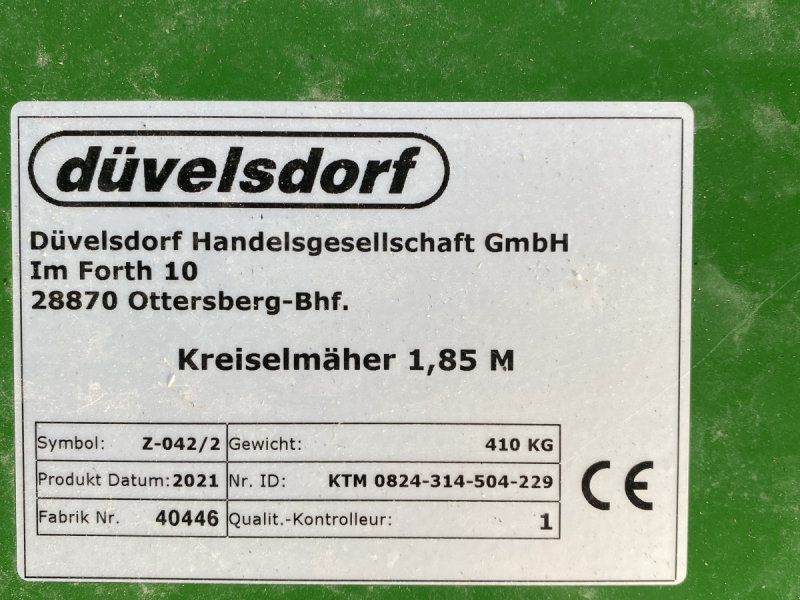 düvelsdorf
Düvelsdorf Handelsgesellschaft GmbH
Im Forth 10
28870 Ottersberg-Bhf.
Kreiselmäher 1,85 M
Symbol: Z-042/2 Gewicht: 410 KG
Produkt Datum: 2021 Nr. ID: KTM 0824-314-504-229
Fabrik Nr. 40446 Qualit.-Kontrolleur: 1
CE